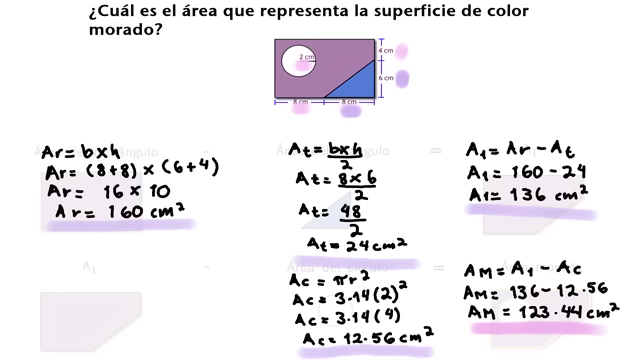 ¿Cuál es el área que representa la superficie de color
morado?
2 cm
4 cm
6 cm
8 cm
8 cm
Ar = b x h
Ar = (8+8) x (6+4)
Ar = 16 x 10
Ar = 160 cm²
At = b x h / 2
At = 8 x 6 / 2
At = 48 / 2
At = 24 cm²
=
A₁ = Ar - At
A₁ = 160 - 24
A₁ = 136 cm²
A₁
-
Área del círculo
=
Ac = πr²
Ac = 3.14(2)²
Ac = 3.14(4)
Ac = 12.56 cm²
AM = A₁ - Ac
AM = 136 - 12.56
AM = 123.44 cm²